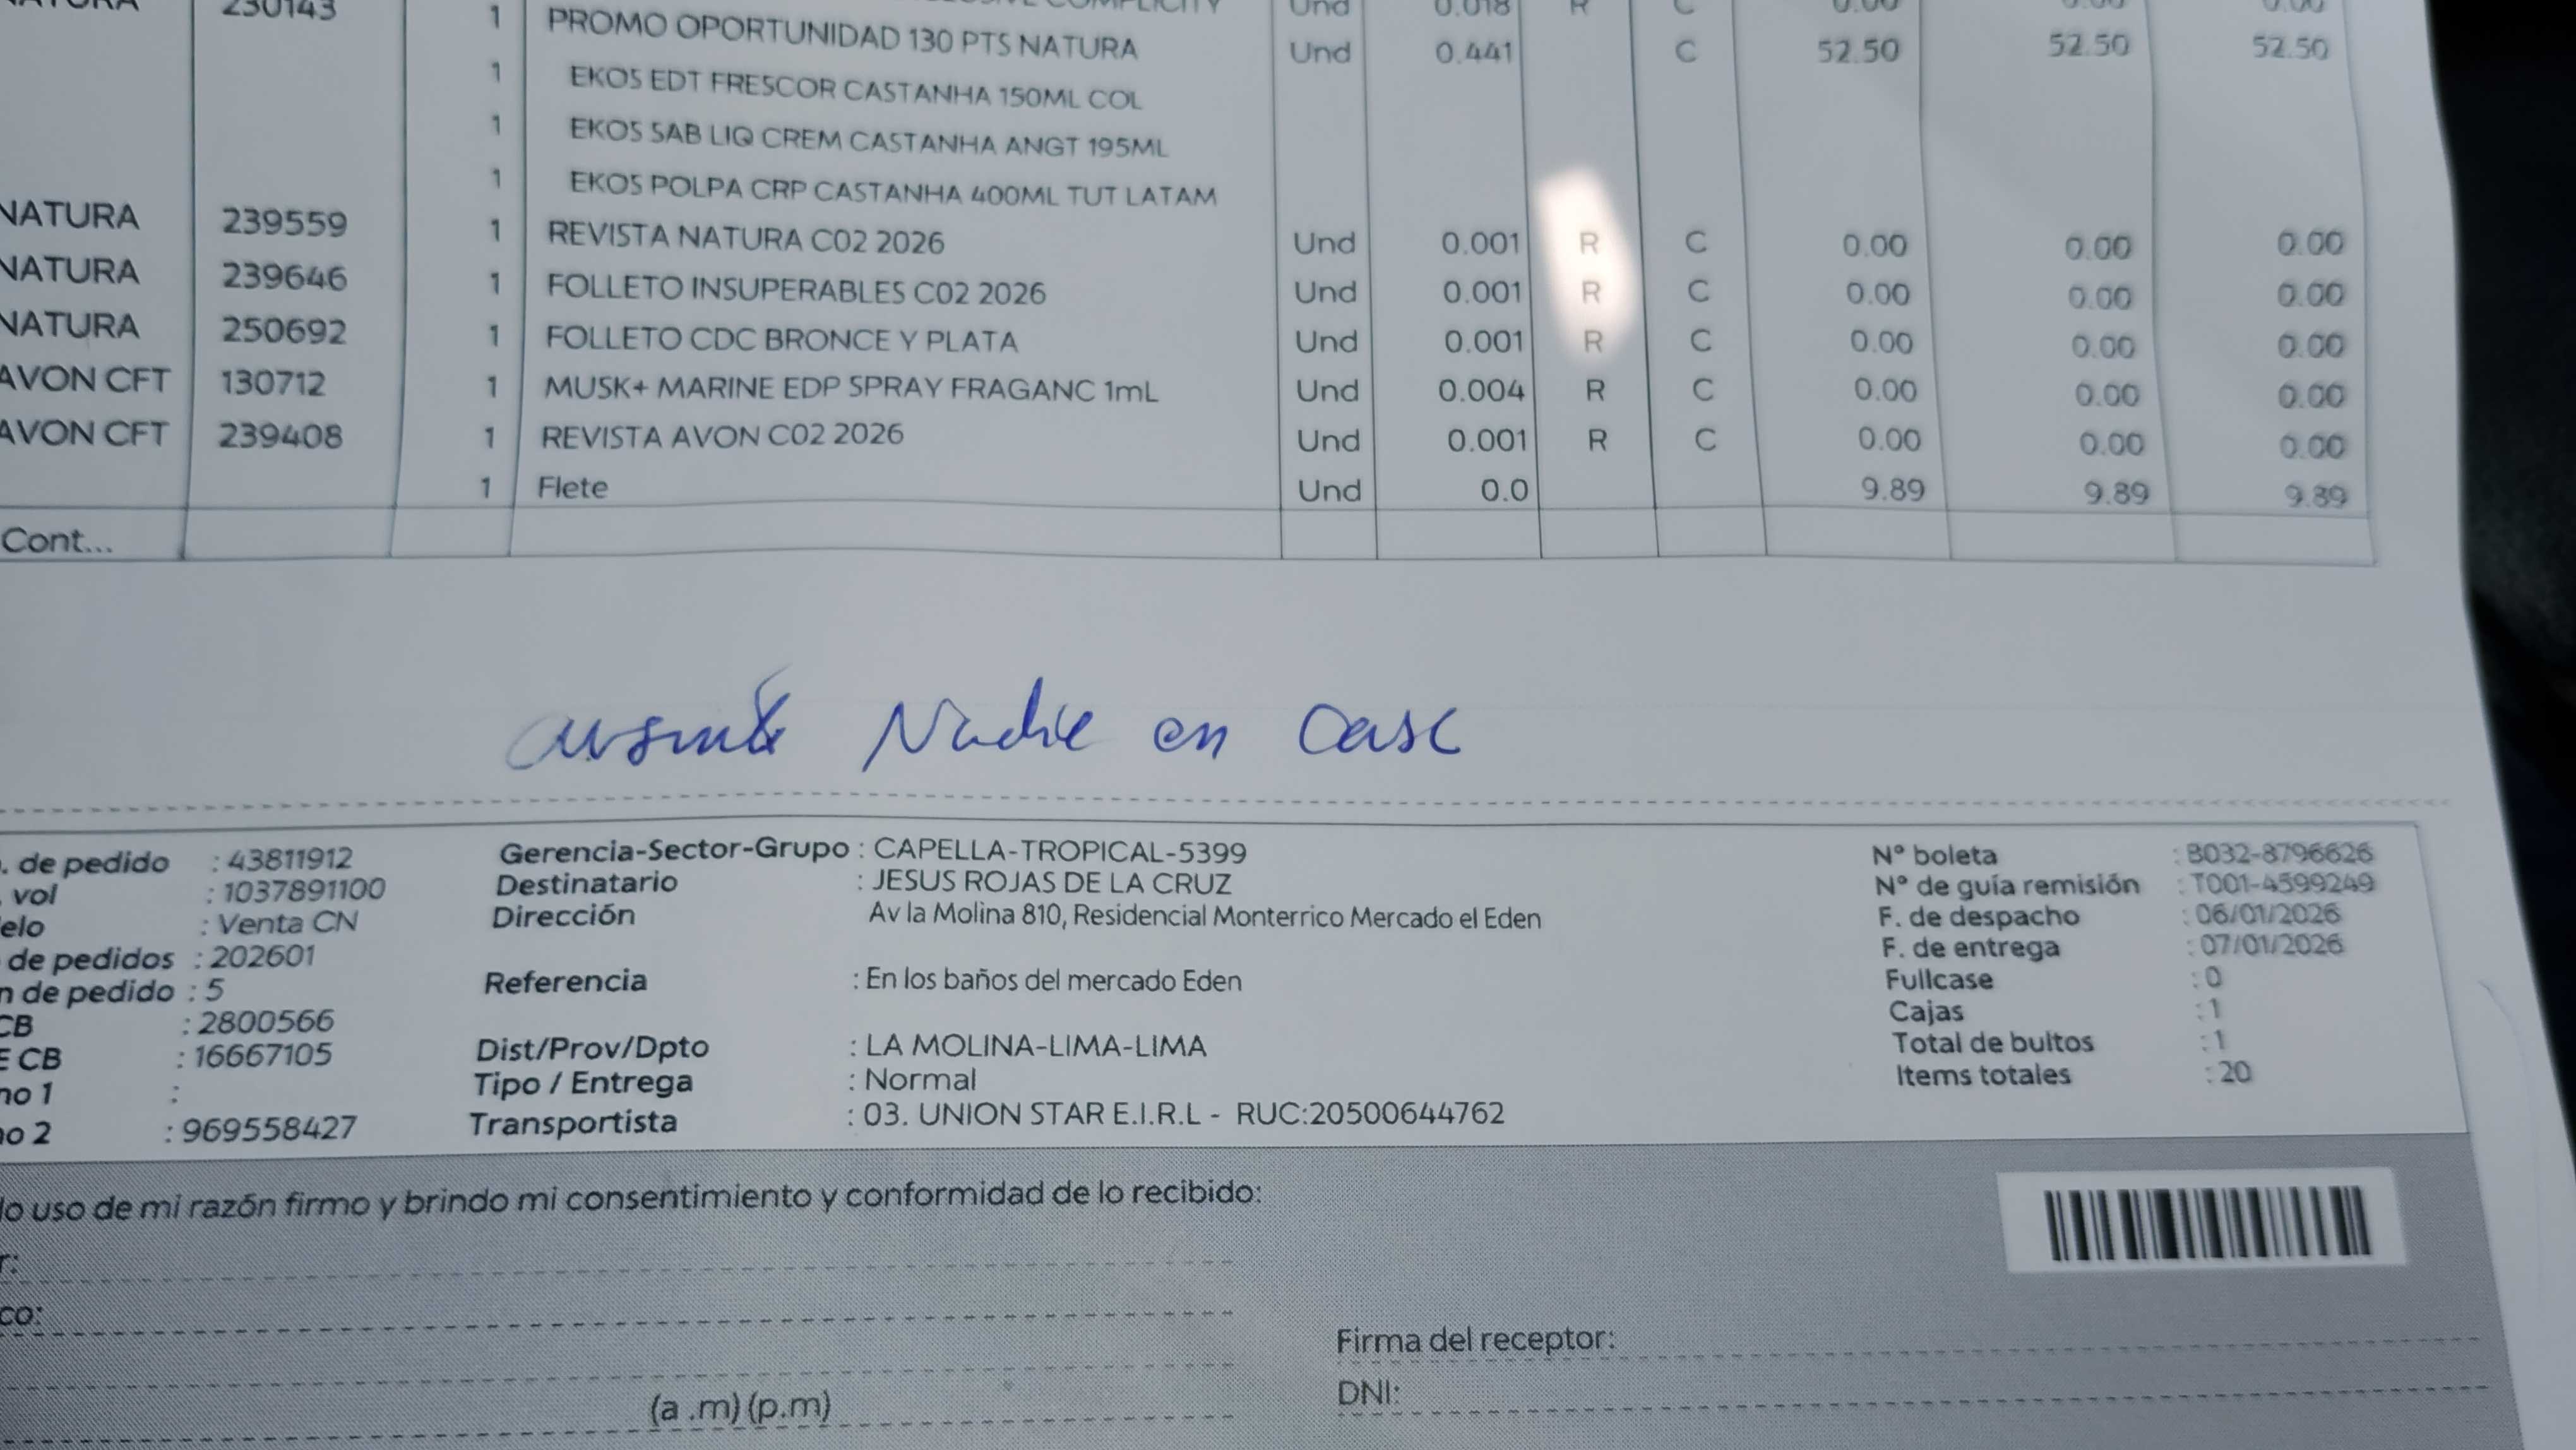 230143 1 Und 0.018 R C 0.00 0.00 0.00
1 PROMO OPORTUNIDAD 130 PTS NATURA Und 0.441 C 52.50 52.50 52.50
1 EKOS EDT FRESCOR CASTANHA 150ML COL
1 EKOS SAB LIQ CREM CASTANHA ANGT 195ML
1 EKOS POLPA CRP CASTANHA 400ML TUT LATAM
NATURA 239559 1 REVISTA NATURA C02 2026 Und 0.001 R C 0.00 0.00 0.00
NATURA 239646 1 FOLLETO INSUPERABLES C02 2026 Und 0.001 R C 0.00 0.00 0.00
NATURA 250692 1 FOLLETO CDC BRONCE Y PLATA Und 0.001 R C 0.00 0.00 0.00
AVON CFT 130712 1 MUSK+ MARINE EDP SPRAY FRAGANC 1mL Und 0.004 R C 0.00 0.00 0.00
AVON CFT 239408 1 REVISTA AVON C02 2026 Und 0.001 R C 0.00 0.00 0.00
1 Flete Und 0.0 9.89 9.89 9.89
Cont...
Nadie en Casa
. de pedido : 43811912 Gerencia-Sector-Grupo : CAPELLA-TROPICAL-5399 N° boleta : B032-8796626
vol : 1037891100 Destinatario : JESUS ROJAS DE LA CRUZ N° de guía remisión : T001-4599249
elo : Venta CN Dirección Av la Molina 810, Residencial Monterrico Mercado el Eden F. de despacho : 06/01/2026
de pedidos : 202601 F. de entrega : 07/01/2026
n de pedido : 5 Referencia : En los baños del mercado Eden Fullcase : 0
CB : 2800566 Cajas : 1
E CB : 16667105 Dist/Prov/Dpto : LA MOLINA-LIMA-LIMA Total de bultos : 1
no 1 : Tipo / Entrega : Normal Items totales : 20
no 2 : 969558427 Transportista : 03. UNION STAR E.I.R.L - RUC:20500644762
lo uso de mi razón firmo y brindo mi consentimiento y conformidad de lo recibido:
r:
co:
Firma del receptor:
DNI:
(a .m) (p.m)